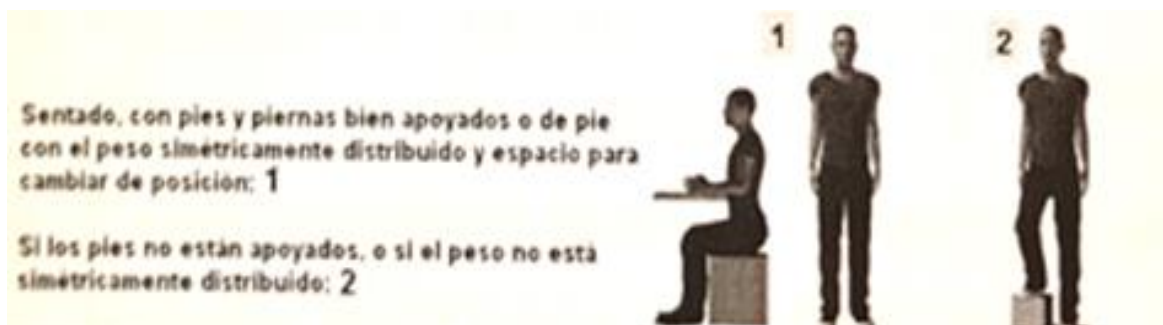 Sentado, con pies y piernas bien apoyados o de pie
con el peso simétricamente distribuido y espacio para
cambiar de posición: 1
Si los pies no están apoyados, o si el peso no está
simétricamente distribuido: 2
1
2